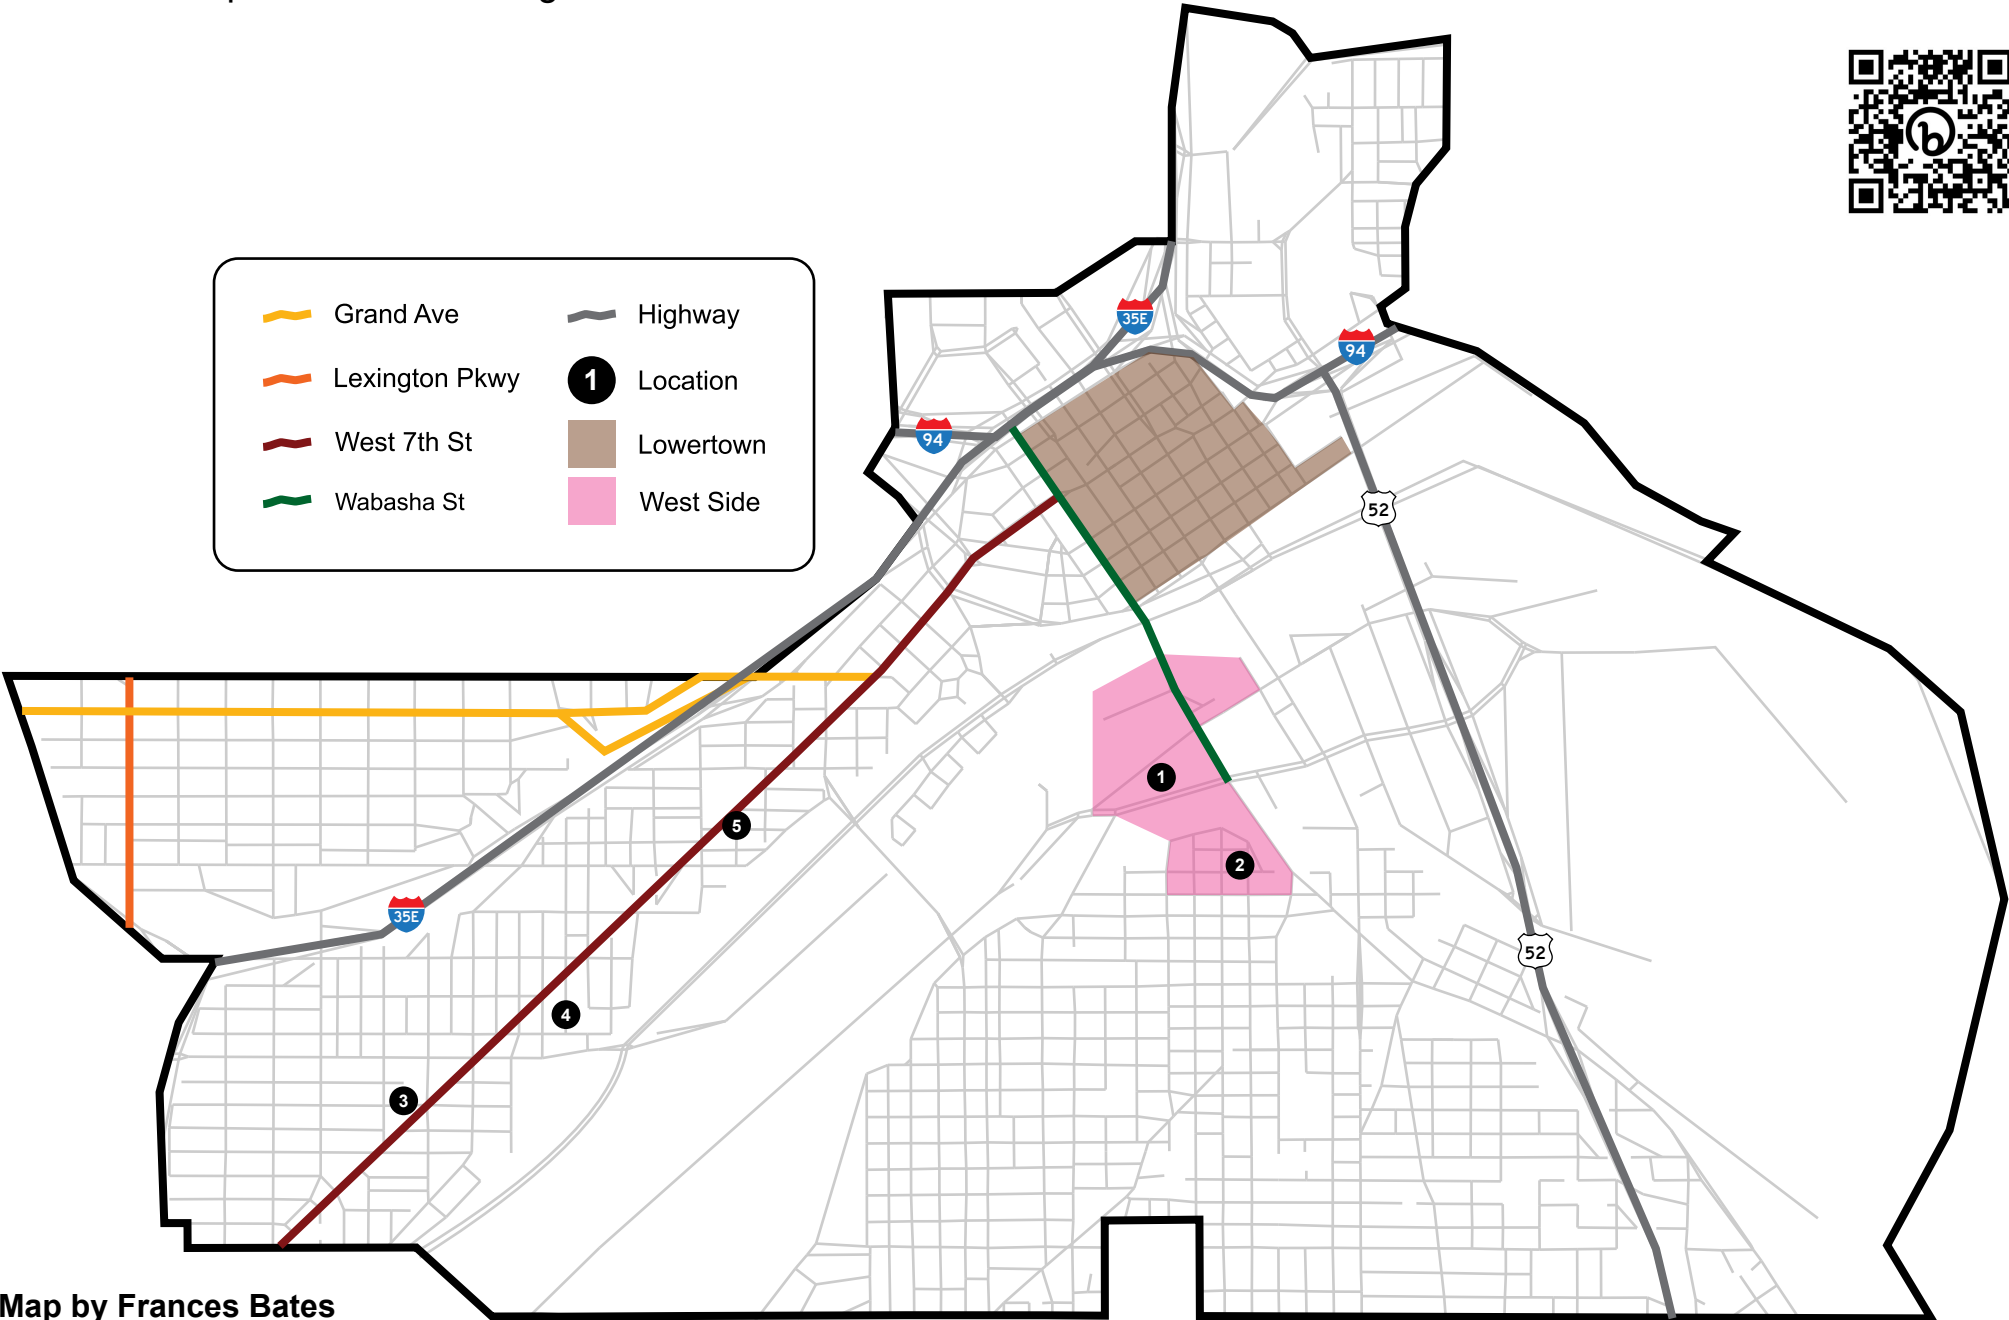 Grand Ave
Highway
Lexington Pkwy
1 Location
West 7th St
Lowertown
Wabasha St
West Side
35E
94
94
52
1
2
5
35E
52
4
3
Map by Frances Bates